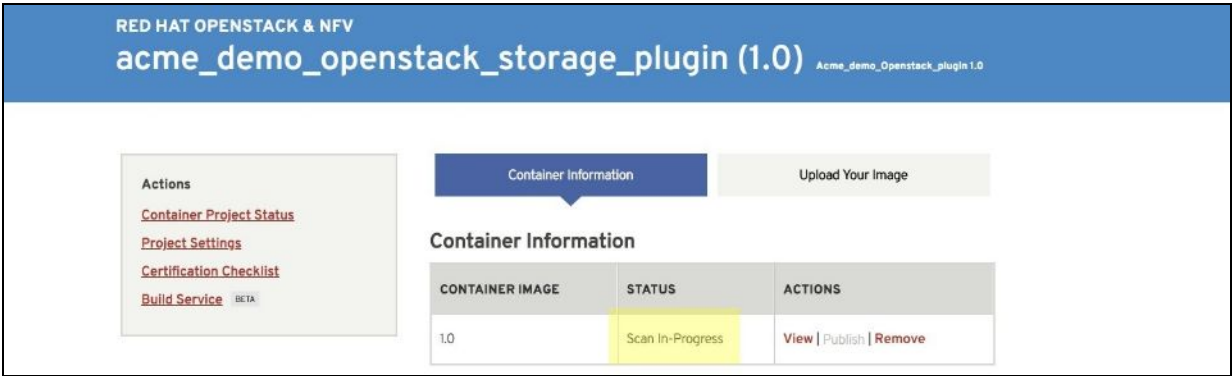 RED HAT OPENSTACK & NFV
acme_demo_openstack_storage_plugin (1.0) Acme_demo_Openstack_plugin 1.0
Actions
Container Project Status
Project Settings
Certification Checklist
Build Service BETA
Container Information
Upload Your Image
Container Information
CONTAINER IMAGE STATUS ACTIONS
1.0 Scan In-Progress View | Publish | Remove